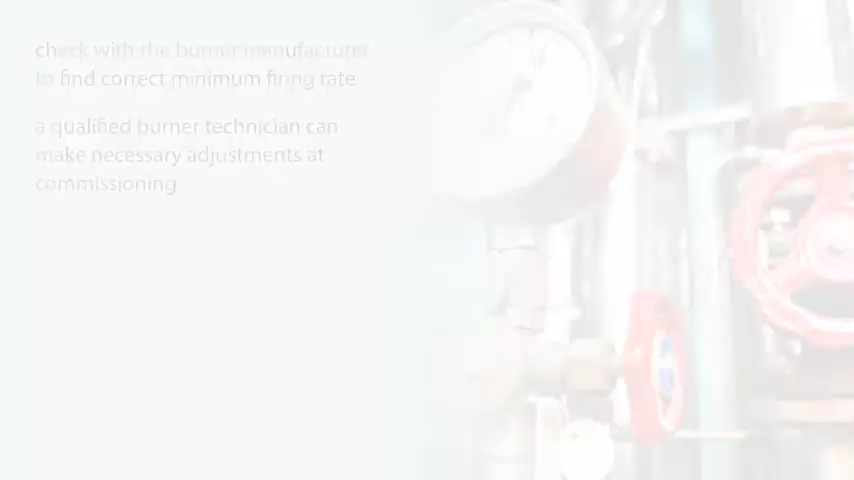 check with the burner manufacturer
to find correct minimum firing rate
a qualified burner technician can
make necessary adjustments at
commissioning